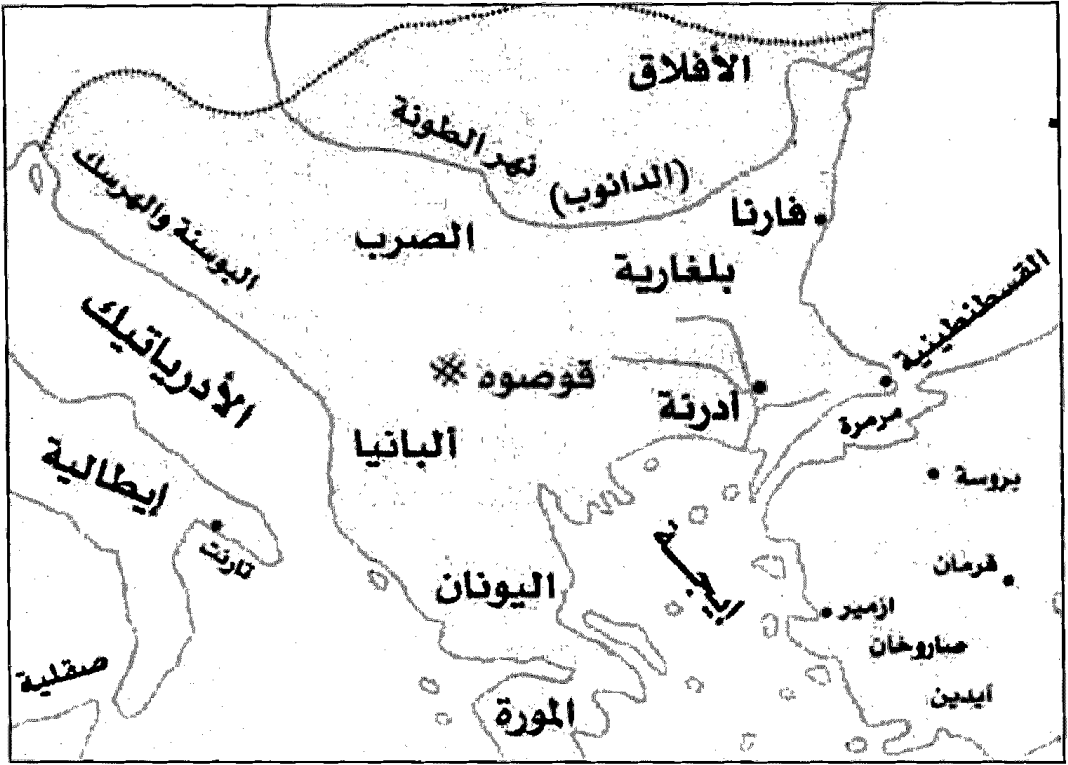 الأفلاق
نهر الطونة
(الدانوب)
البوسنة والهرسك
الصرب
فارنا
بلغارية
القسطنطينية
الأدرياتيك
قوصوه
أدرنة
مرمرة
ألبانيا
إيطالية
بروسة
تارنت
إيجه
قرمان
اليونان
ازمير
صاروخان
صقلية
ايدين
المورة